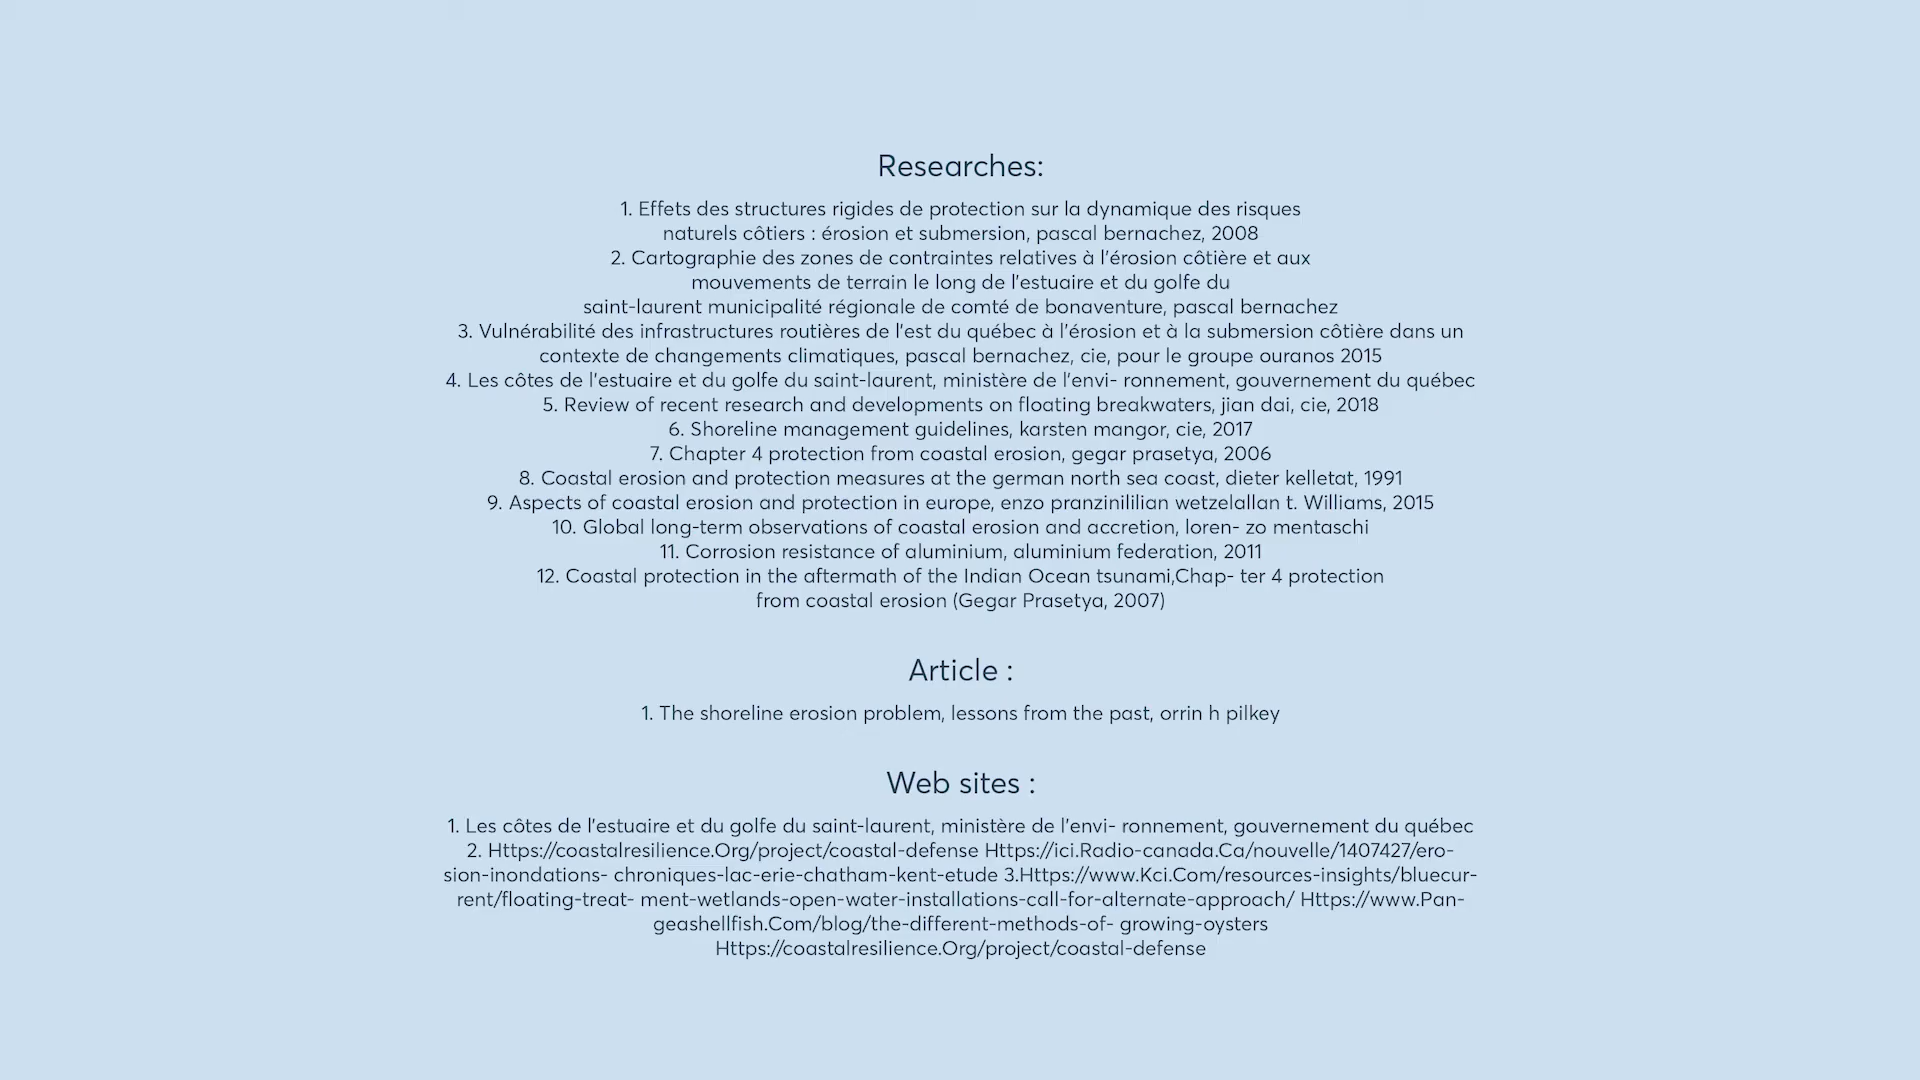 Researches:
1. Effets des structures rigides de protection sur la dynamique des risques
naturels côtiers : érosion et submersion, pascal bernachez, 2008
2. Cartographie des zones de contraintes relatives à l'érosion côtière et aux
mouvements de terrain le long de l'estuaire et du golfe du
saint-laurent municipalité régionale de comté de bonaventure, pascal bernachez
3. Vulnérabilité des infrastructures routières de l'est du québec à l'érosion et à la submersion côtière dans un
contexte de changements climatiques, pascal bernachez, cie, pour le groupe ouranos 2015
4. Les côtes de l'estuaire et du golfe du saint-laurent, ministère de l'envi- ronnement, gouvernement du québec
5. Review of recent research and developments on floating breakwaters, jian dai, cie, 2018
6. Shoreline management guidelines, karsten mangor, cie, 2017
7. Chapter 4 protection from coastal erosion, gegar prasetya, 2006
8. Coastal erosion and protection measures at the german north sea coast, dieter kelletat, 1991
9. Aspects of coastal erosion and protection in europe, enzo pranzinililian wetzelallan t. Williams, 2015
10. Global long-term observations of coastal erosion and accretion, loren- zo mentaschi
11. Corrosion resistance of aluminium, aluminium federation, 2011
12. Coastal protection in the aftermath of the Indian Ocean tsunami,Chap- ter 4 protection
from coastal erosion (Gegar Prasetya, 2007)
Article :
1. The shoreline erosion problem, lessons from the past, orrin h pilkey
Web sites :
1. Les côtes de l'estuaire et du golfe du saint-laurent, ministère de l'envi- ronnement, gouvernement du québec
2. Https://coastalresilience.Org/project/coastal-defense Https://ici.Radio-canada.Ca/nouvelle/1407427/ero-
sion-inondations- chroniques-lac-erie-chatham-kent-etude 3.Https://www.Kci.Com/resources-insights/bluecur-
rent/floating-treat- ment-wetlands-open-water-installations-call-for-alternate-approach/ Https://www.Pan-
geashellfish.Com/blog/the-different-methods-of- growing-oysters
Https://coastalresilience.Org/project/coastal-defense